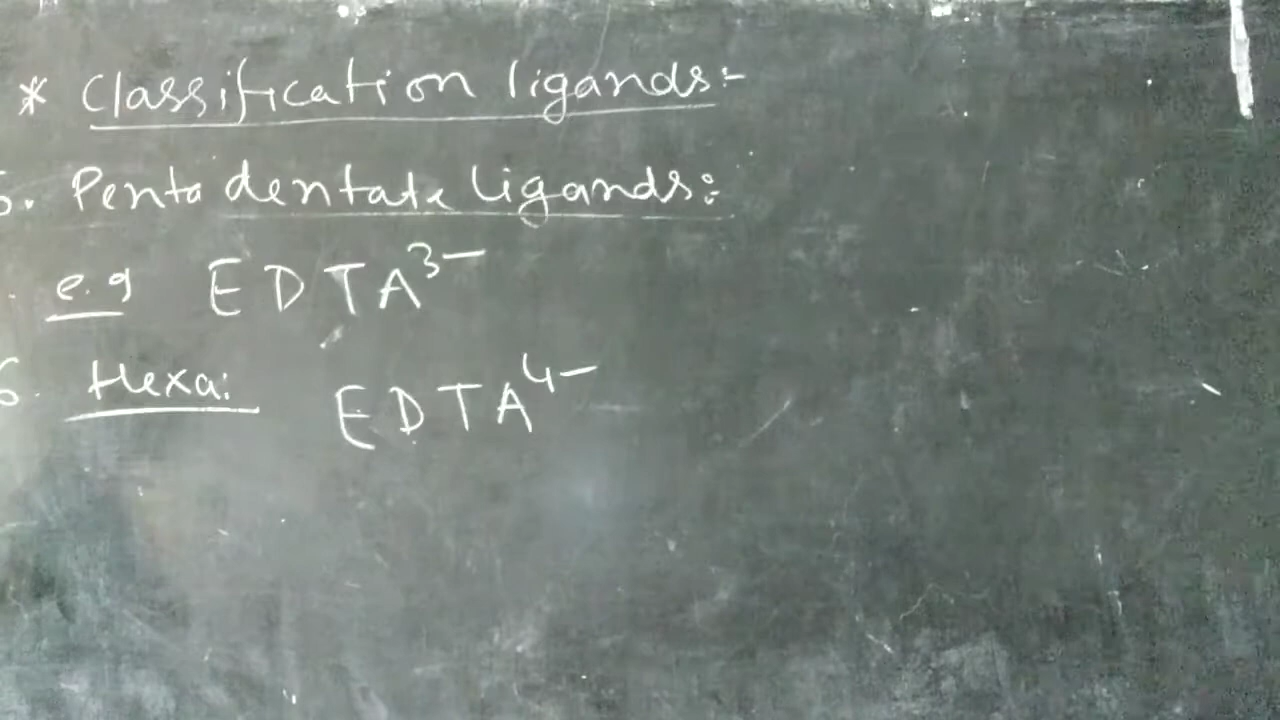 * Classification ligands:-
5. Penta dentate ligands:
e.g EDTA³⁻
6. Hexa: EDTA⁴⁻